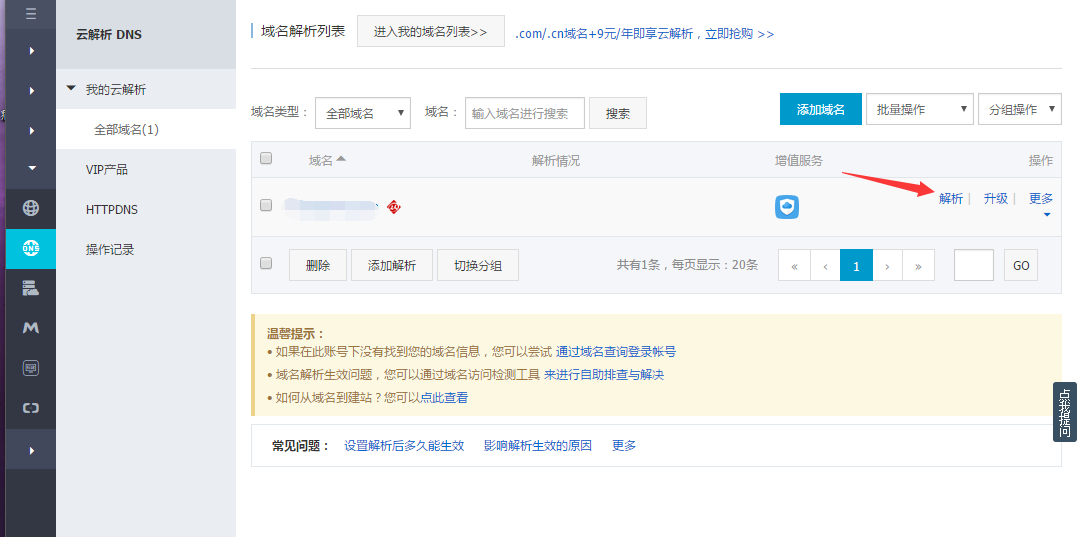 云解析 DNS
我的云解析
全部域名(1)
VIP产品
HTTPDNS
操作记录
DNS
域名解析列表 进入我的域名列表>> .com/.cn域名+9元/年即享云解析，立即抢购 >>
域名类型： 全部域名 域名： 输入域名进行搜索 搜索 添加域名 批量操作 分组操作
域名 解析情况 增值服务 操作
解析 | 升级 | 更多
删除 添加解析 切换分组 共有1条，每页显示：20条 « ‹ 1 › » GO
温馨提示：
• 如果在此账号下没有找到您的域名信息，您可以尝试 通过域名查询登录帐号
• 域名解析生效问题，您可以通过域名访问检测工具 来进行自助排查与解决
• 如何从域名到建站？您可以点此查看
常见问题： 设置解析后多久能生效 影响解析生效的原因 更多
点我提问